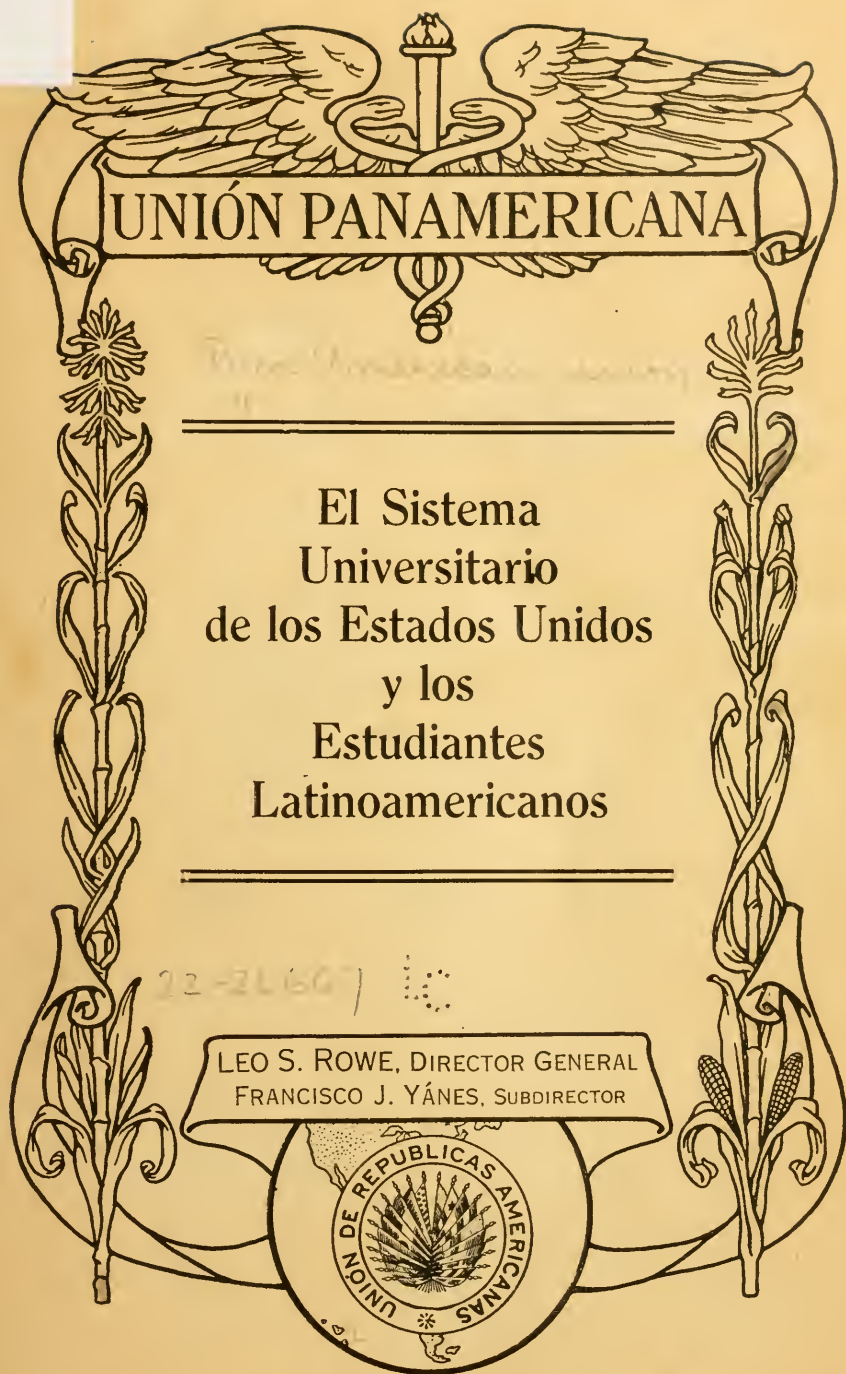 UNIÓN PANAMERICANA
El Sistema
Universitario
de los Estados Unidos
y los
Estudiantes
Latinoamericanos
LEO S. ROWE, DIRECTOR GENERAL
FRANCISCO J. YÁNES, SUBDIRECTOR
UNIÓN DE REPUBLICAS AMERICANAS